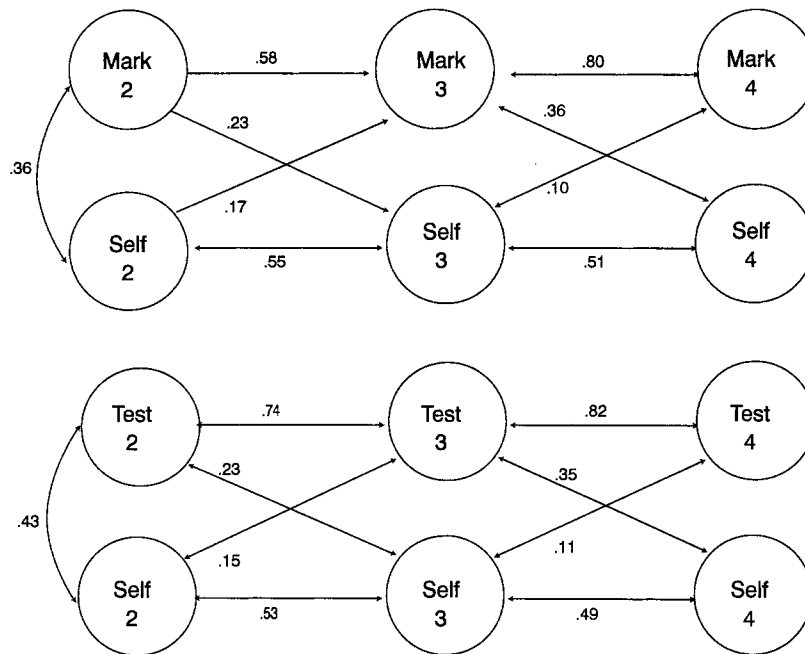 Mark
2
.58
Mark
3
.80
Mark
4
.36
.23
.36
.17
.10
Self
2
.55
Self
3
.51
Self
4
Test
2
.74
Test
3
.82
Test
4
.43
.23
.35
.15
.11
Self
2
.53
Self
3
.49
Self
4